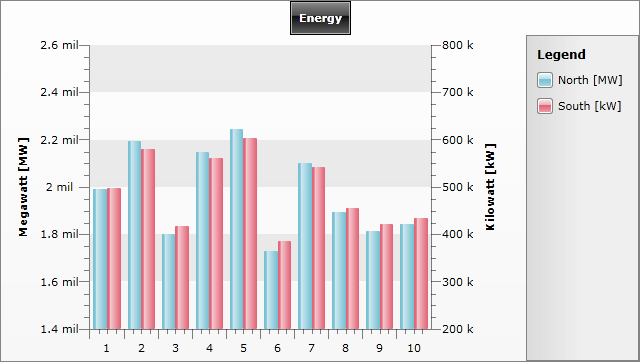 Energy
2.6 mil
2.4 mil
2.2 mil
2 mil
1.8 mil
1.6 mil
1.4 mil
Megawatt [MW]
1 2 3 4 5 6 7 8 9 10
800 k
700 k
600 k
500 k
400 k
300 k
200 k
Kilowatt [kW]
Legend
North [MW]
South [kW]